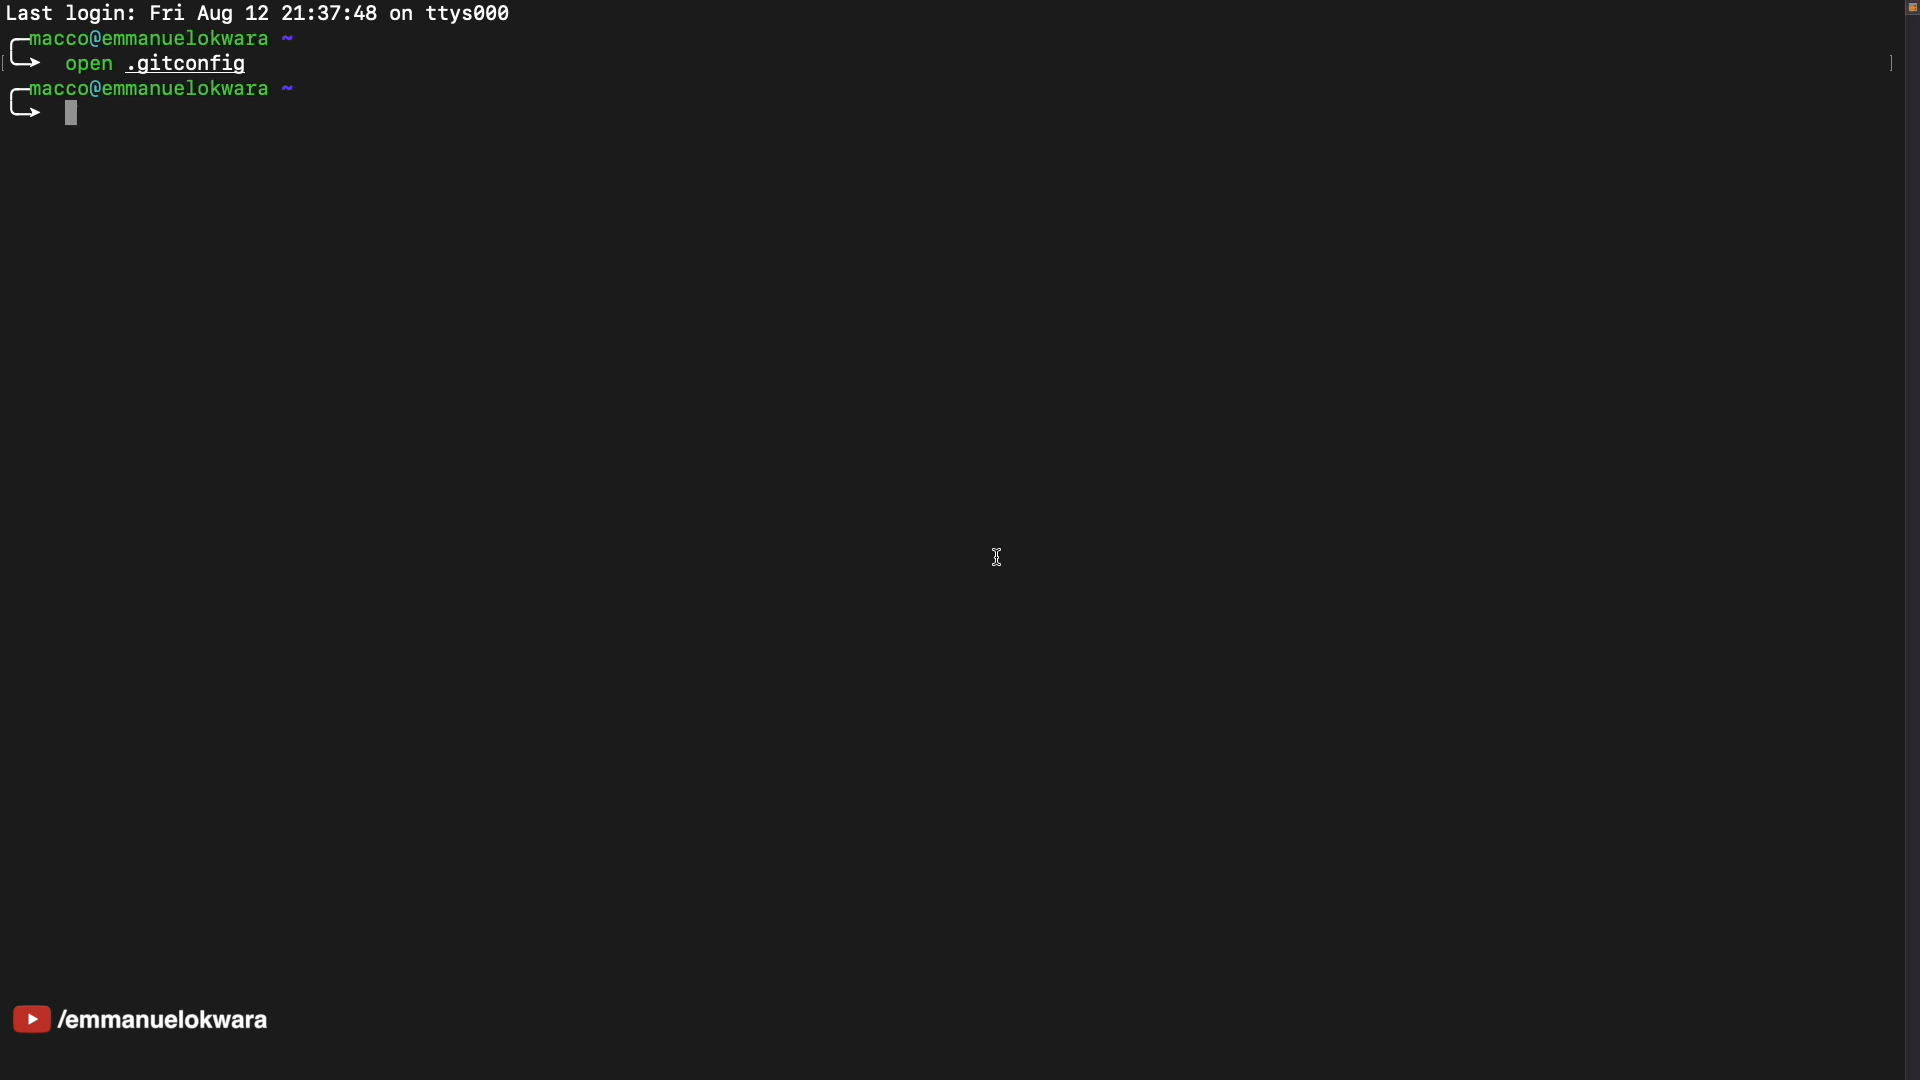 Last login: Fri Aug 12 21:37:48 on ttys000
╭─macco@emmanuelokwara ~
╰─➤  open .gitconfig
╭─macco@emmanuelokwara ~
╰─➤
/emmanuelokwara